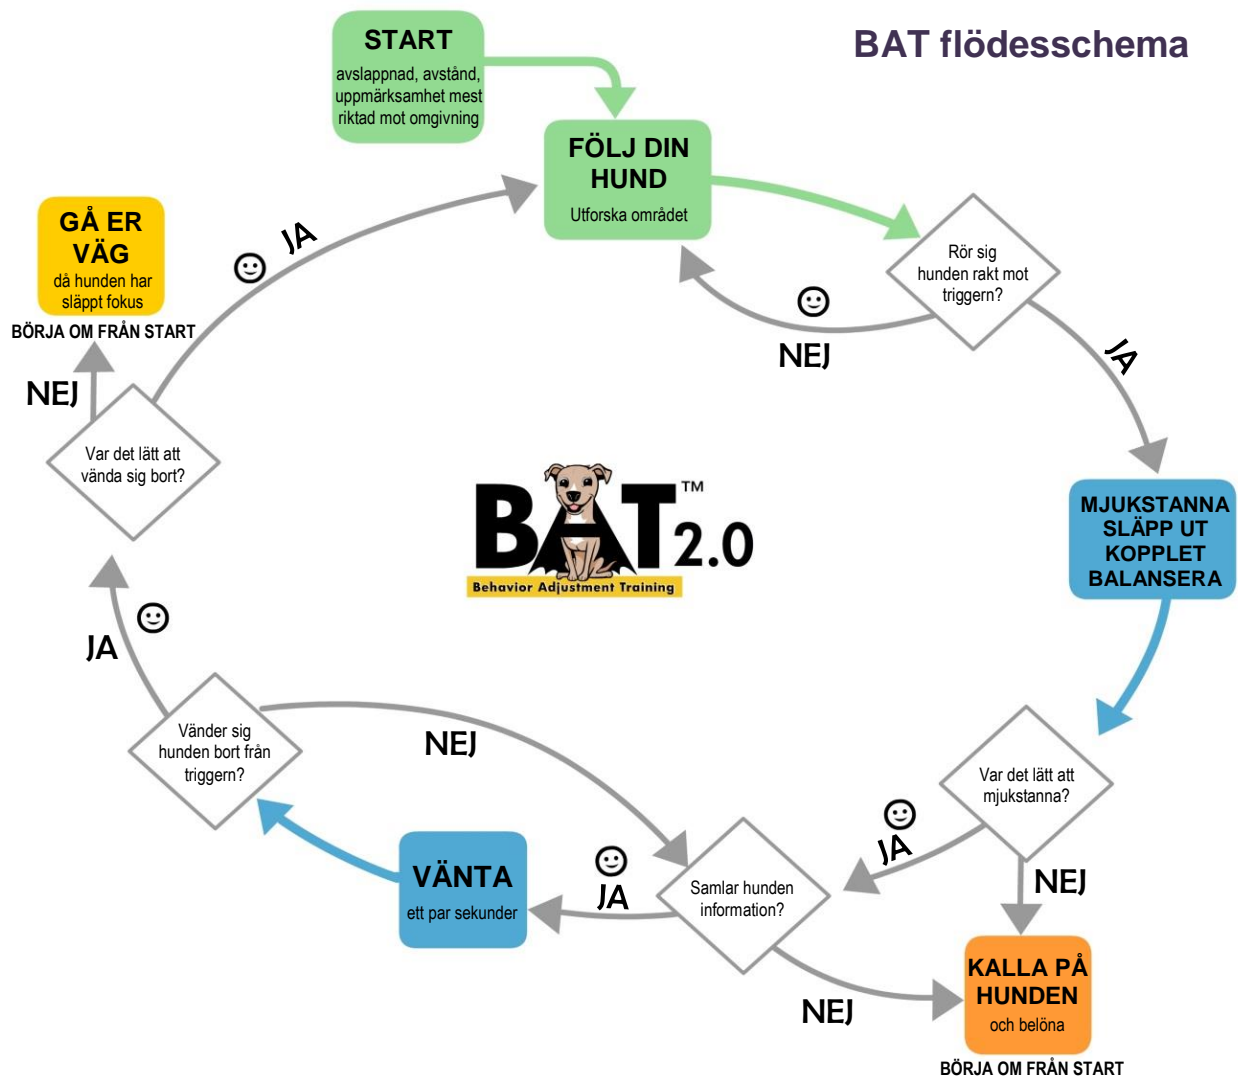 BAT flödesschema
START
avslappnad, avstånd,
uppmärksamhet mest
riktad mot omgivning
FÖLJ DIN
HUND
Utforska området
Rör sig
hunden rakt mot
triggern?
NEJ
JA
MJUKSTANNA
SLÄPP UT
KOPPLET
BALANSERA
Var det lätt att
mjukstanna?
JA
NEJ
KALLA PÅ
HUNDEN
och belöna
BÖRJA OM FRÅN START
Samlar hunden
information?
NEJ
JA
VÄNTA
ett par sekunder
Vänder sig
hunden bort från
triggern?
NEJ
JA
Var det lätt att
vända sig bort?
NEJ
JA
GÅ ER
VÄG
då hunden har
släppt fokus
BÖRJA OM FRÅN START
BAT™ 2.0
Behavior Adjustment Training